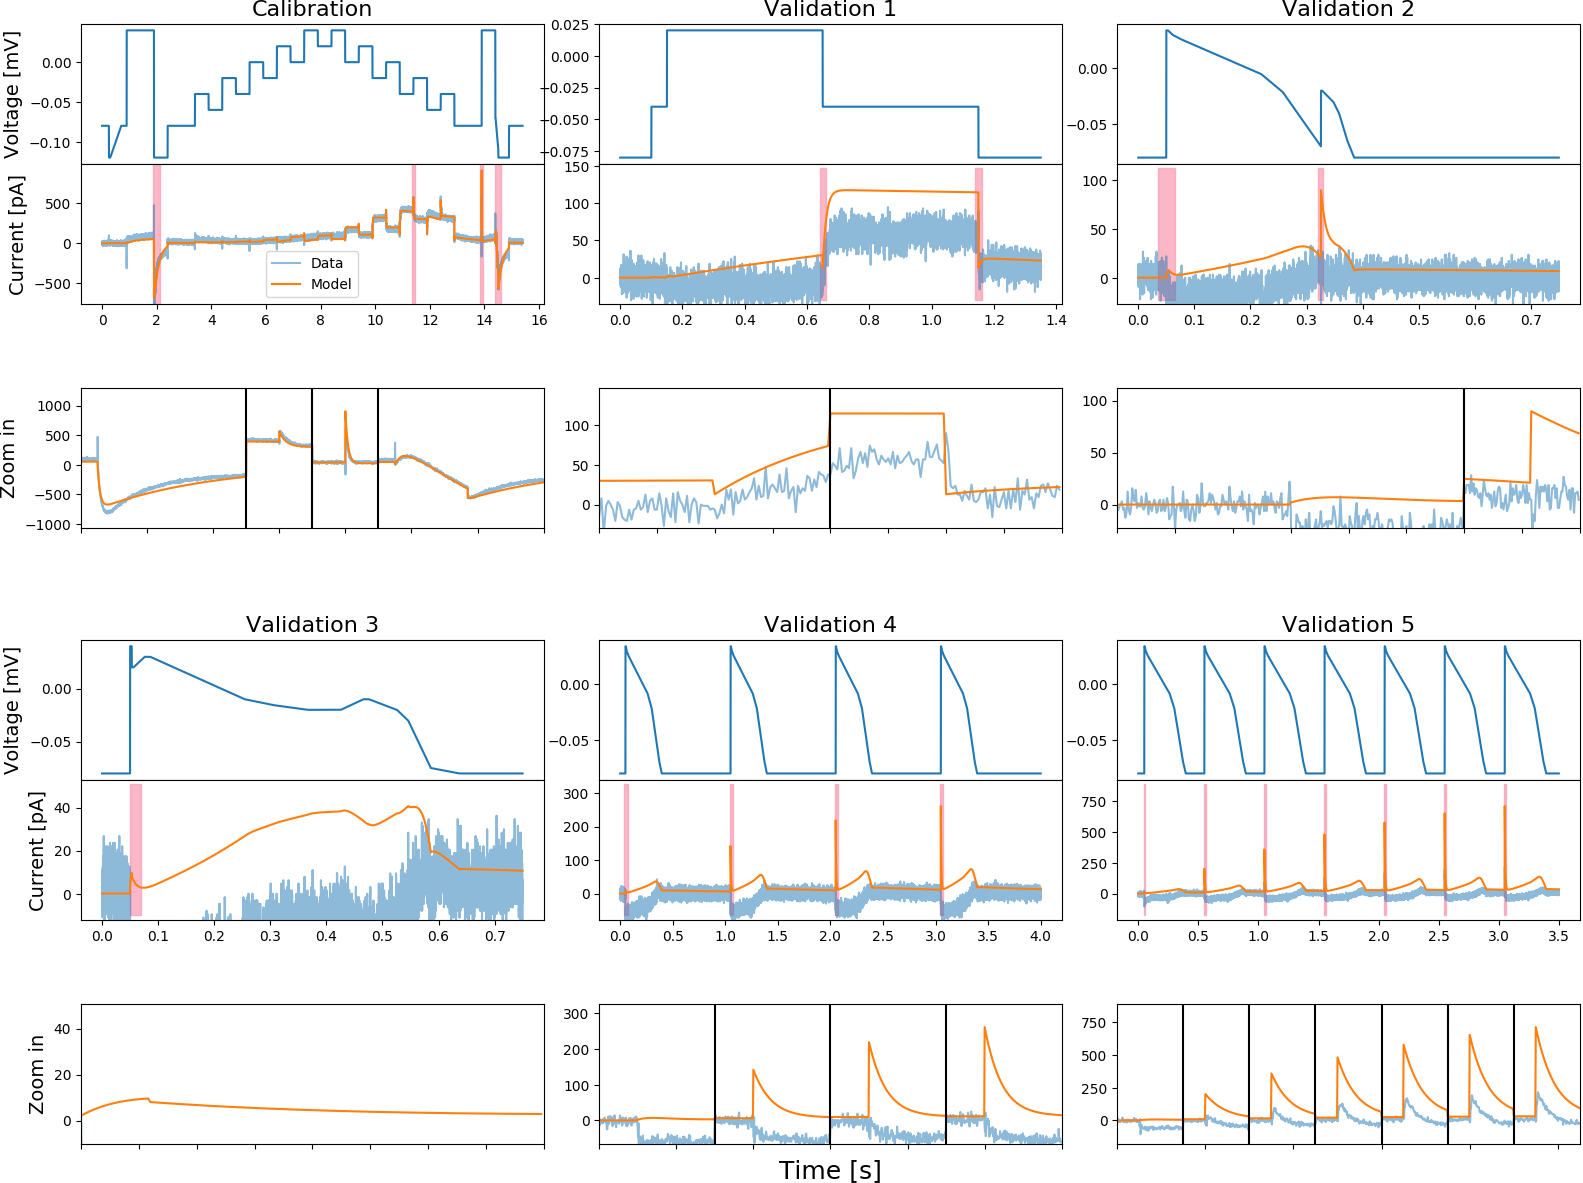 Calibration
Validation 1
Validation 2
Voltage [mV]
0.00
−0.05
−0.10
0.025
0.000
−0.025
−0.050
−0.075
0.00
−0.05
Current [pA]
500
0
−500
Data
Model
0 2 4 6 8 10 12 14 16
150
100
50
0
0.0 0.2 0.4 0.6 0.8 1.0 1.2 1.4
100
50
0
0.0 0.1 0.2 0.3 0.4 0.5 0.6 0.7
Zoom in
1000
500
0
−500
−1000
100
50
0
100
50
0
Validation 3
Validation 4
Validation 5
Voltage [mV]
0.00
−0.05
0.00
−0.05
0.00
−0.05
Current [pA]
40
20
0
0.0 0.1 0.2 0.3 0.4 0.5 0.6 0.7
300
200
100
0
0.0 0.5 1.0 1.5 2.0 2.5 3.0 3.5 4.0
750
500
250
0
0.0 0.5 1.0 1.5 2.0 2.5 3.0 3.5
Zoom in
40
20
0
300
200
100
0
750
500
250
0
Time [s]